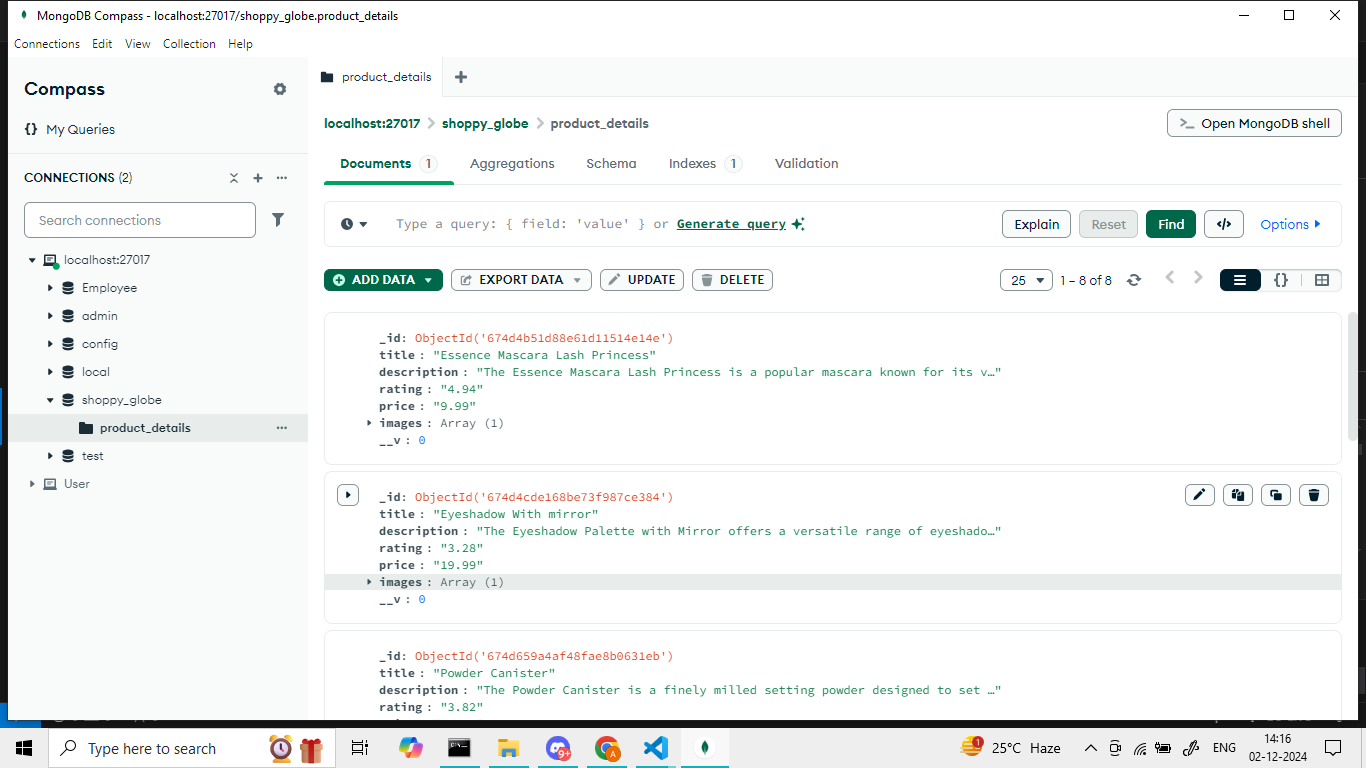 MongoDB Compass - localhost:27017/shoppy_globe.product_details
Connections Edit View Collection Help
Compass
{} My Queries
CONNECTIONS (2)
Search connections
localhost:27017
Employee
admin
config
local
shoppy_globe
product_details
test
User
product_details
localhost:27017 > shoppy_globe > product_details
>_ Open MongoDB shell
Documents 1 Aggregations Schema Indexes 1 Validation
Type a query: { field: 'value' } or Generate query
Explain Reset Find </> Options
ADD DATA EXPORT DATA UPDATE DELETE
25 1 – 8 of 8 {}
_id: ObjectId('674d4b51d88e61d11514e14e')
title : "Essence Mascara Lash Princess"
description : "The Essence Mascara Lash Princess is a popular mascara known for its v…"
rating : "4.94"
price : "9.99"
images : Array (1)
__v : 0
_id: ObjectId('674d4cde168be73f987ce384')
title : "Eyeshadow With mirror"
description : "The Eyeshadow Palette with Mirror offers a versatile range of eyeshado…"
rating : "3.28"
price : "19.99"
images : Array (1)
__v : 0
_id: ObjectId('674d659a4af48fae8b0631eb')
title : "Powder Canister"
description : "The Powder Canister is a finely milled setting powder designed to set …"
rating : "3.82"
Type here to search
9+
A
1
25°C Haze
ENG
14:16
02-12-2024